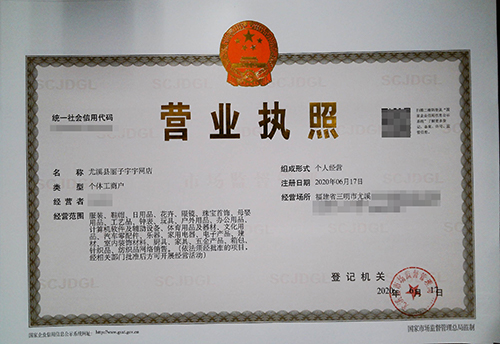 SCJDGL
SCJDGL
营业执照
统一社会信用代码
名称 尤溪县丽子宇字网店
类型 个体工商户
经营者
经营范围 服装、鞋帽、日用品、花卉、眼镜、珠宝首饰、母婴
用品、工艺品、钟表、玩具、户外用品、办公用品、
计算机软件及辅助设备、体育用品及器材、文化用
品、汽车零配件、乐器、家用电器、电子产品、建
材、室内装饰材料、厨具、家具、五金产品、箱包、
针纺织品、纺织品网络销售。(依法须经批准的项目,
经相关部门批准后方可开展经营活动)
组成形式 个人经营
注册日期 2020年06月17日
经营场所 福建省三明市尤溪
登记机关
国家企业信用信息公示系统网址: http://www.gsxt.gov.cn
国家市场监督管理总局监制